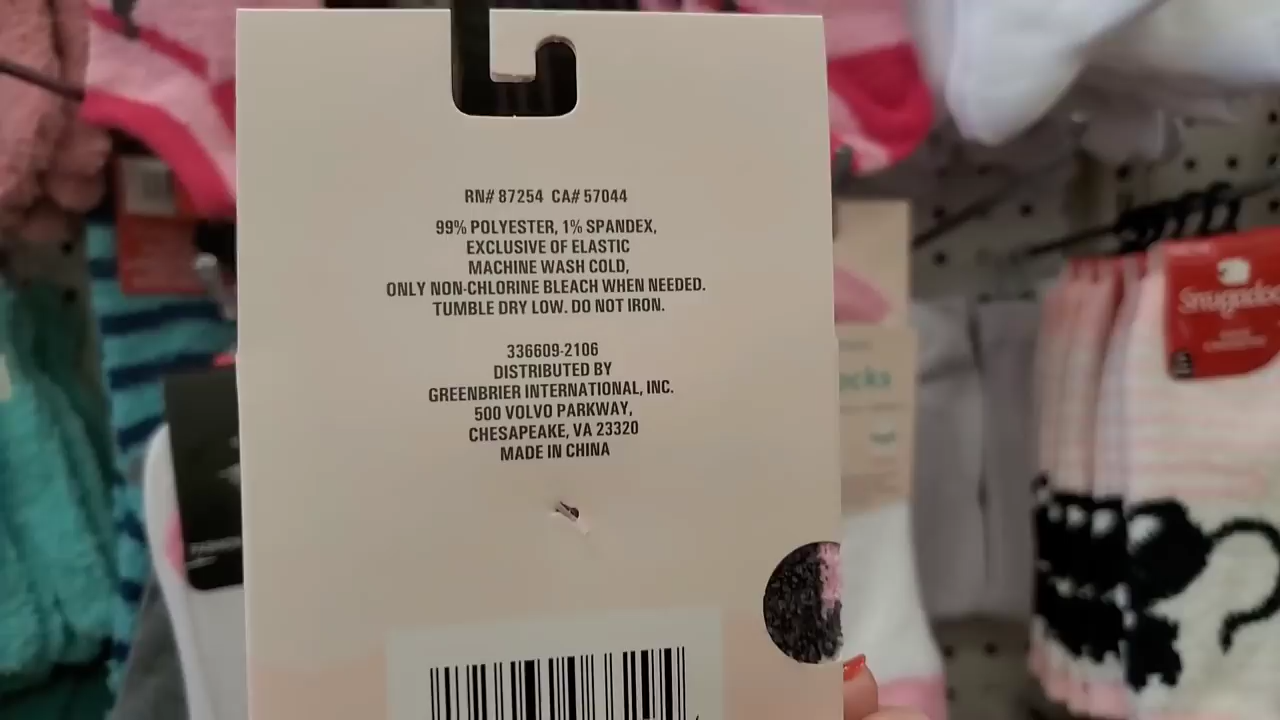 RN# 87254 CA# 57044
99% POLYESTER, 1% SPANDEX,
EXCLUSIVE OF ELASTIC
MACHINE WASH COLD,
ONLY NON-CHLORINE BLEACH WHEN NEEDED.
TUMBLE DRY LOW. DO NOT IRON.
336609-2106
DISTRIBUTED BY
GREENBRIER INTERNATIONAL, INC.
500 VOLVO PARKWAY,
CHESAPEAKE, VA 23320
MADE IN CHINA